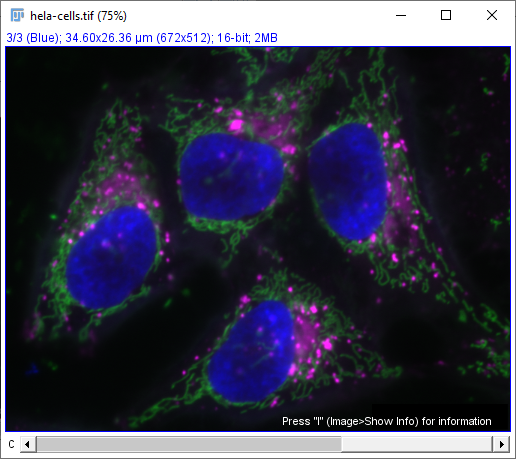 hela-cells.tif (75%)
3/3 (Blue); 34.60x26.36 µm (672x512); 16-bit; 2MB
Press "I" (Image>Show Info) for information
C